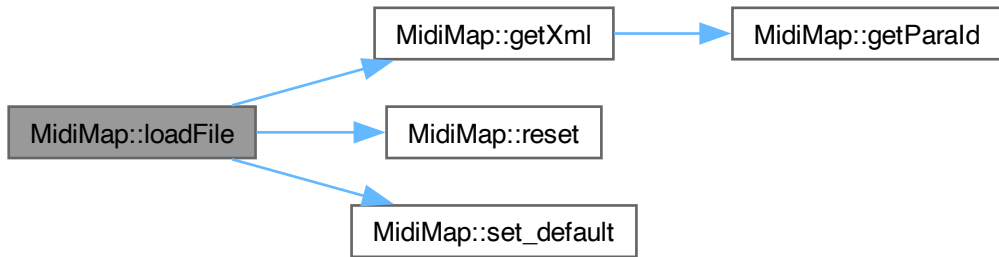 MidiMap::getXml
MidiMap::getParaId
MidiMap::loadFile
MidiMap::reset
MidiMap::set_default